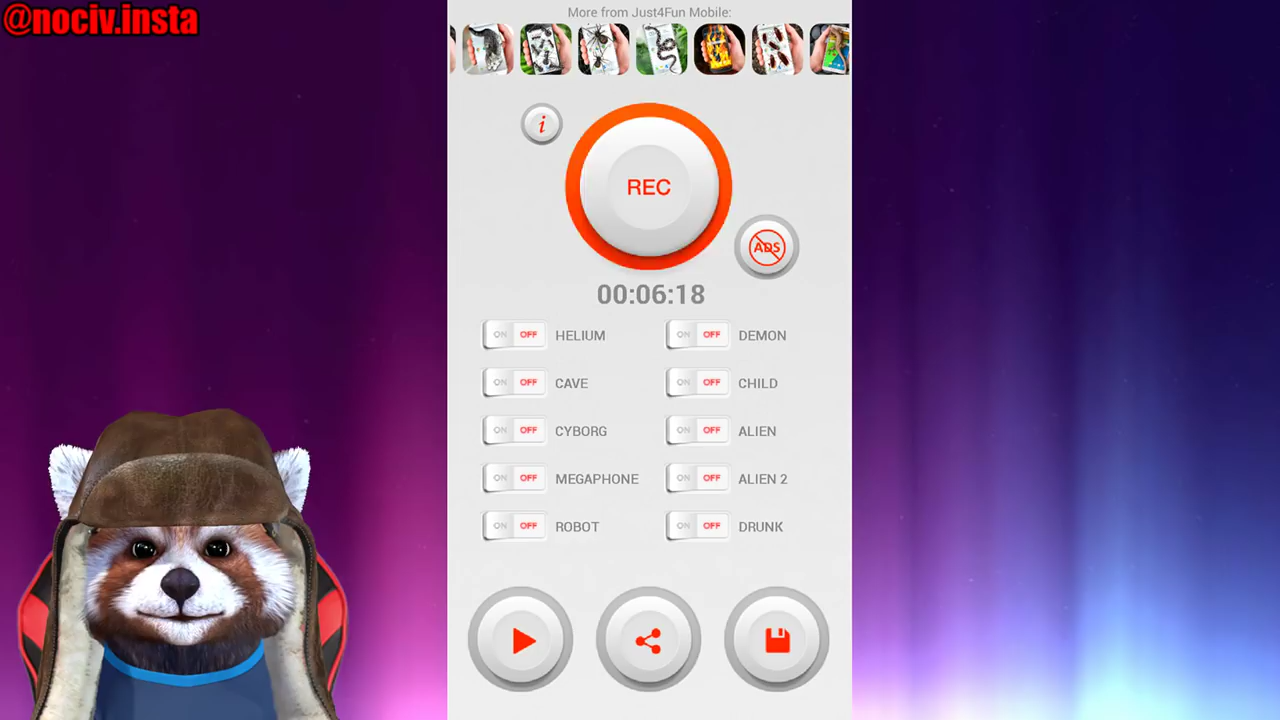 @nociv.insta
More from Just4Fun Mobile:
i
REC
ADS
00:06:18
ON OFF HELIUM
ON OFF DEMON
ON OFF CAVE
ON OFF CHILD
ON OFF CYBORG
ON OFF ALIEN
ON OFF MEGAPHONE
ON OFF ALIEN 2
ON OFF ROBOT
ON OFF DRUNK